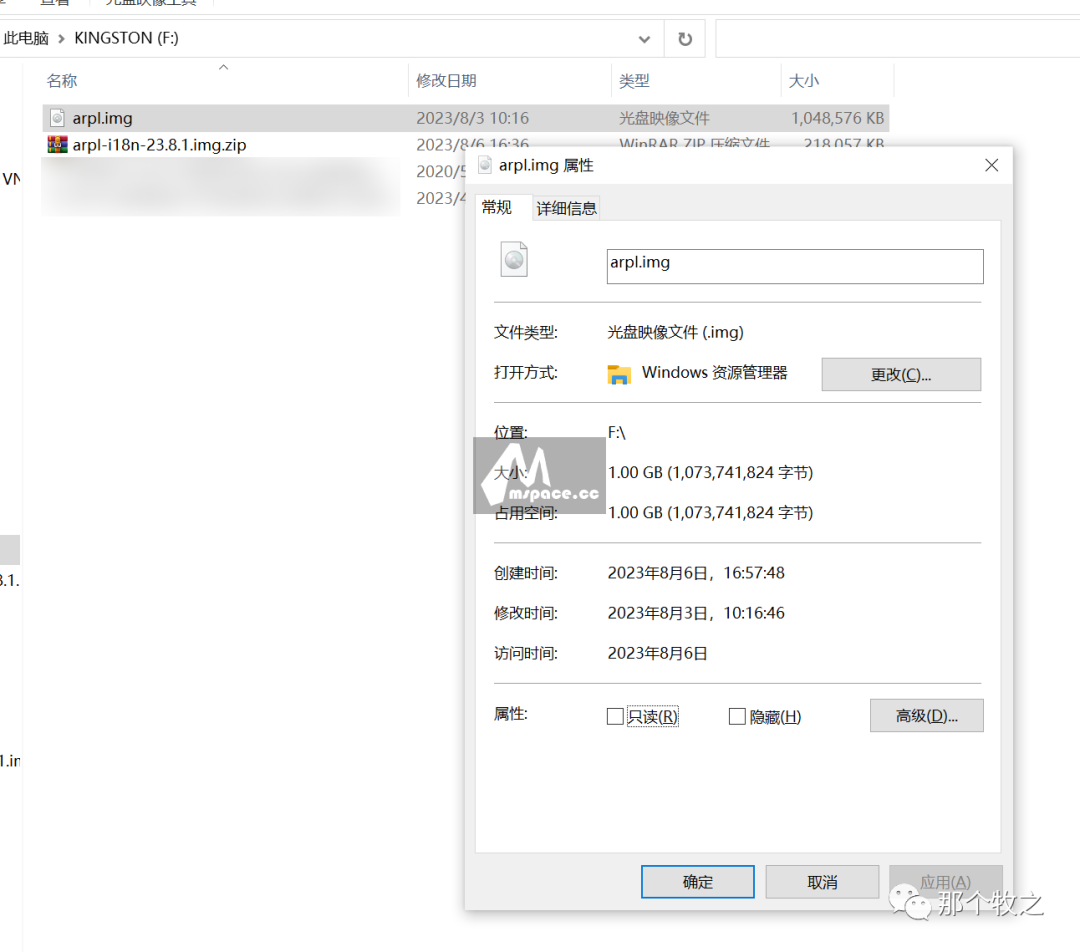 查看 光盘映像工具
此电脑 > KINGSTON (F:)
名称 修改日期 类型 大小
arpl.img 2023/8/3 10:16 光盘映像文件 1,048,576 KB
arpl-i18n-23.8.1.img.zip 2023/8/6 16:36 WinRAR ZIP 压缩文件 218,057 KB
2020/5
2023/4
VN
3.1.
1.in
arpl.img 属性
常规 详细信息
arpl.img
文件类型: 光盘映像文件 (.img)
打开方式: Windows 资源管理器 更改(C)...
位置: F:\
大小: 1.00 GB (1,073,741,824 字节)
mspace.cc
占用空间: 1.00 GB (1,073,741,824 字节)
创建时间: 2023年8月6日，16:57:48
修改时间: 2023年8月3日，10:16:46
访问时间: 2023年8月6日
属性: 只读(R) 隐藏(H) 高级(D)...
确定 取消 应用(A)
那个牧之